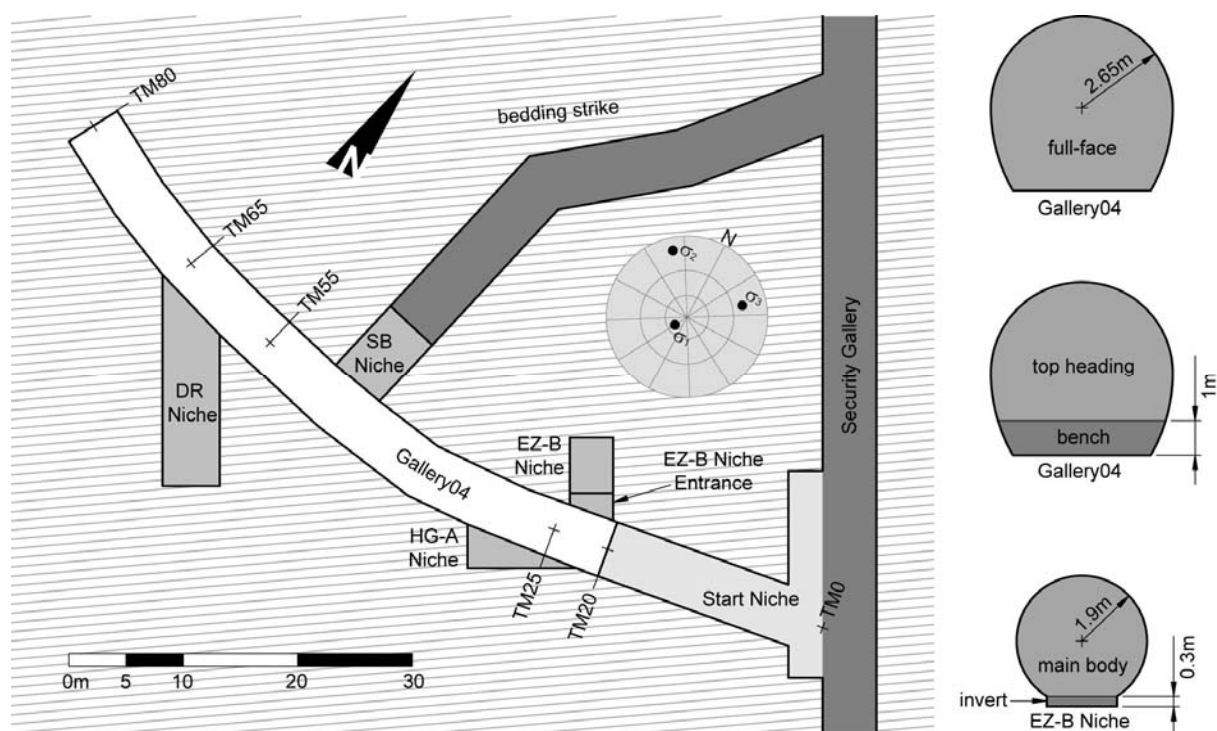 TM80
bedding strike
N
TM65
TM55
N
σ2
σ3
σ1
SB
Niche
DR
Niche
Security Gallery
Gallery04
EZ-B
Niche
EZ-B Niche
Entrance
HG-A
Niche
TM25
TM20
Start Niche
TM0
0m
5
10
20
30
2.65m
full-face
Gallery04
top heading
1m
bench
Gallery04
1.9m
main body
0.3m
invert
EZ-B Niche